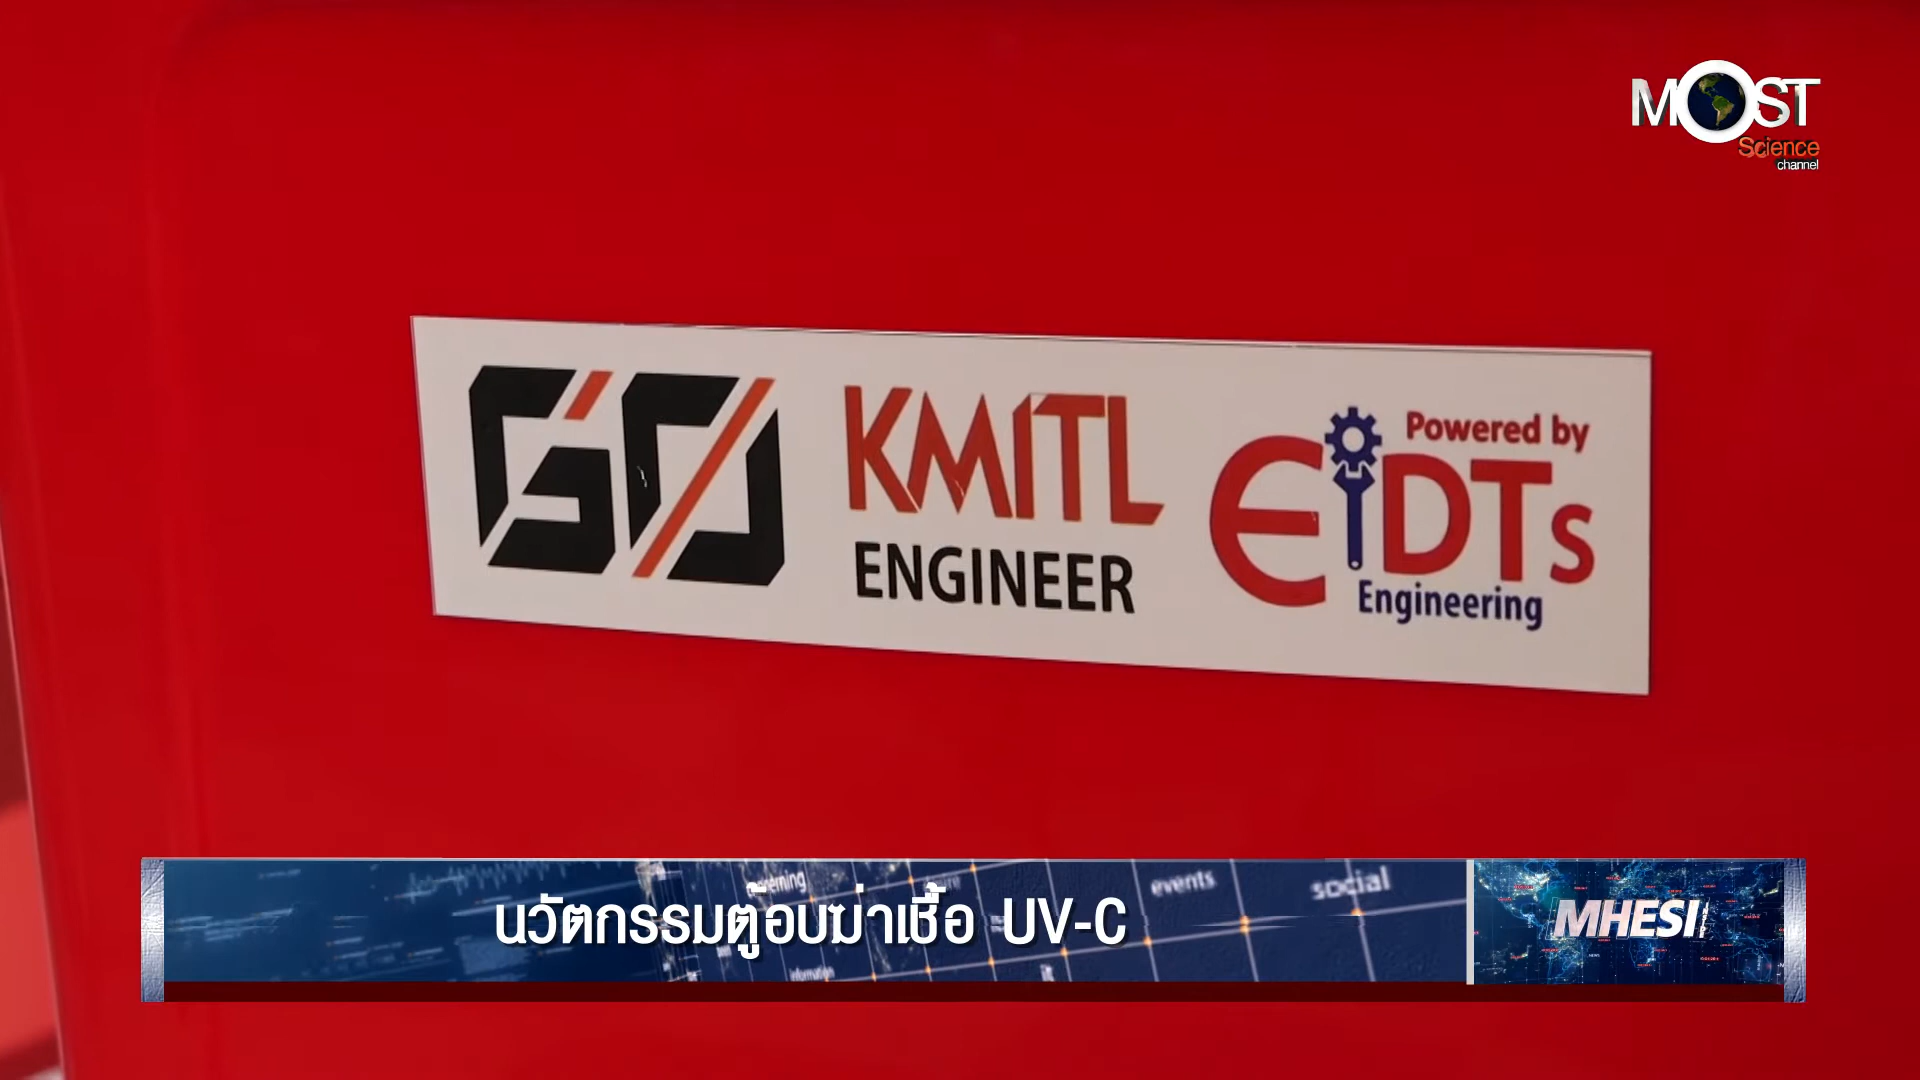 MOST
Science
channel
60
KMITL
ENGINEER
Powered by
EiDTs
Engineering
events
social
information
นวัตกรรมตู้อบฆ่าเชื้อ UV-C
MHESI